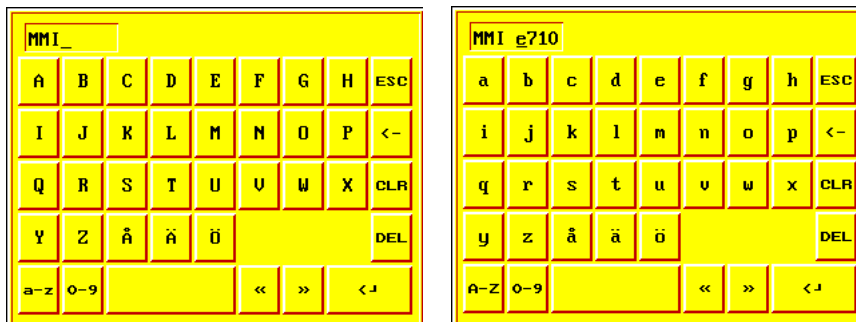 MMI_
A B C D E F G H ESC
I J K L M N O P <-
Q R S T U V W X CLR
Y Z Å Ä Ö DEL
a-z 0-9 « » <┘
MMI e710
a b c d e f g h ESC
i j k l m n o p <-
q r s t u v w x CLR
y z å ä ö DEL
A-Z 0-9 « » <┘